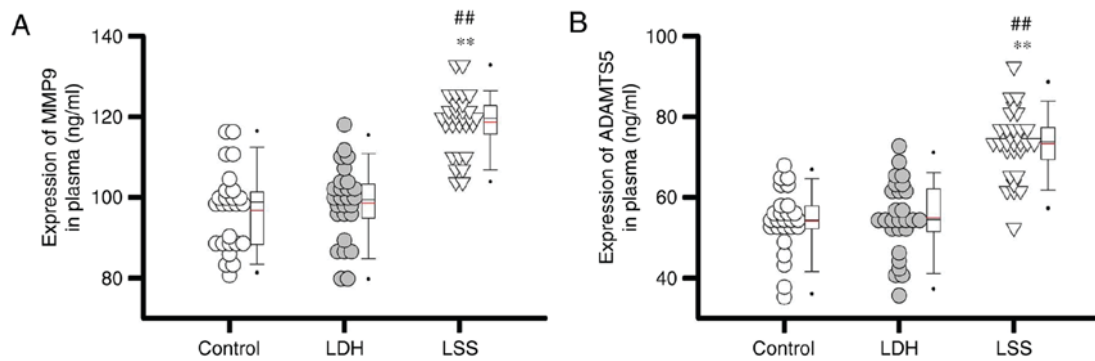 A
Expression of MMP9
in plasma (ng/ml)
140
120
100
80
##
**
Control
LDH
LSS
B
Expression of ADAMTS5
in plasma (ng/ml)
100
80
60
40
##
**
Control
LDH
LSS